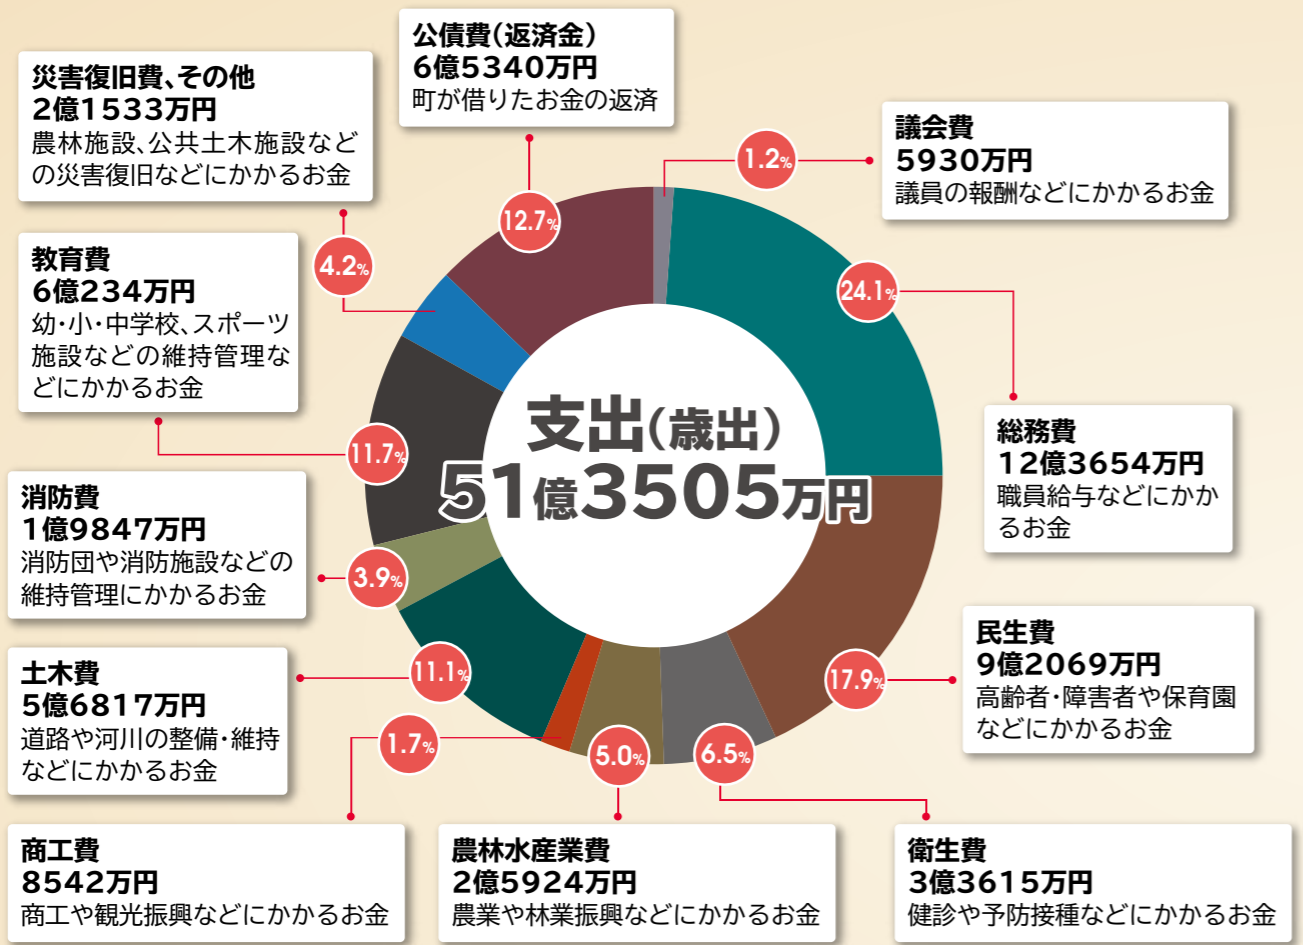 公債費(返済金)
6億5340万円
町が借りたお金の返済
12.7%
議会費
5930万円
議員の報酬などにかかるお金
1.2%
総務費
12億3654万円
職員給与などにかか
るお金
24.1%
民生費
9億2069万円
高齢者・障害者や保育園
などにかかるお金
17.9%
衛生費
3億3615万円
健診や予防接種などにかかるお金
6.5%
農林水産業費
2億5924万円
農業や林業振興などにかかるお金
5.0%
商工費
8542万円
商工や観光振興などにかかるお金
1.7%
土木費
5億6817万円
道路や河川の整備・維持
などにかかるお金
11.1%
消防費
1億9847万円
消防団や消防施設などの
維持管理にかかるお金
3.9%
教育費
6億234万円
幼・小・中学校、スポーツ
施設などの維持管理な
どにかかるお金
11.7%
災害復旧費、その他
2億1533万円
農林施設、公共土木施設など
の災害復旧などにかかるお金
4.2%
支出(歳出)
51億3505万円